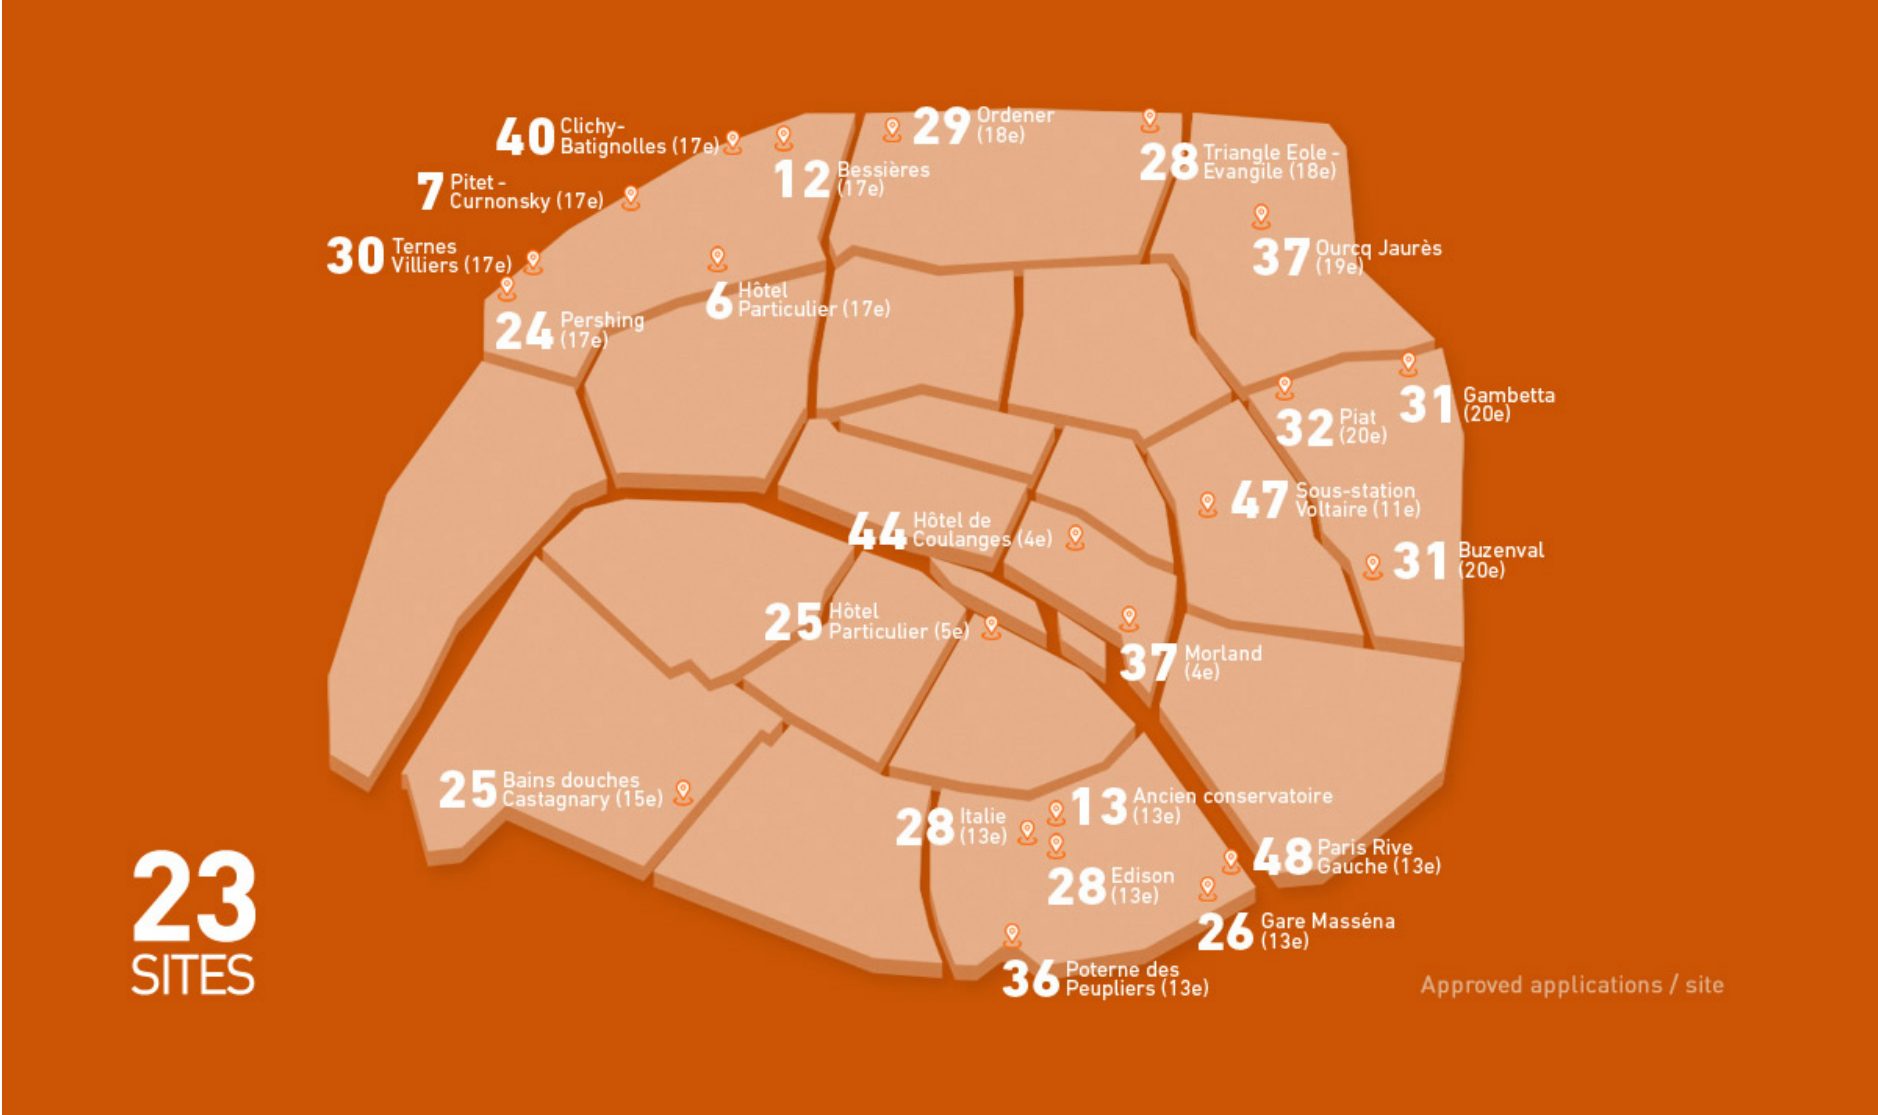 40 Clichy-
Batignolles (17e)
12 Bessières
(17e)
29 Ordener
(18e)
28 Triangle Eole -
Evangile (18e)
7 Pitet -
Curnonsky (17e)
30 Ternes
Villiers (17e)
37 Ourcq Jaurès
(19e)
6 Hôtel
Particulier (17e)
24 Pershing
(17e)
31 Gambetta
(20e)
32 Piat
(20e)
47 Sous-station
Voltaire (11e)
44 Hôtel de
Coulanges (4e)
31 Buzenval
(20e)
25 Hôtel
Particulier (5e)
37 Morland
(4e)
25 Bains douches
Castagnary (15e)
13 Ancien conservatoire
(13e)
28 Italie
(13e)
48 Paris Rive
Gauche (13e)
28 Edison
(13e)
26 Gare Masséna
(13e)
36 Poterne des
Peupliers (13e)
23
SITES
Approved applications / site